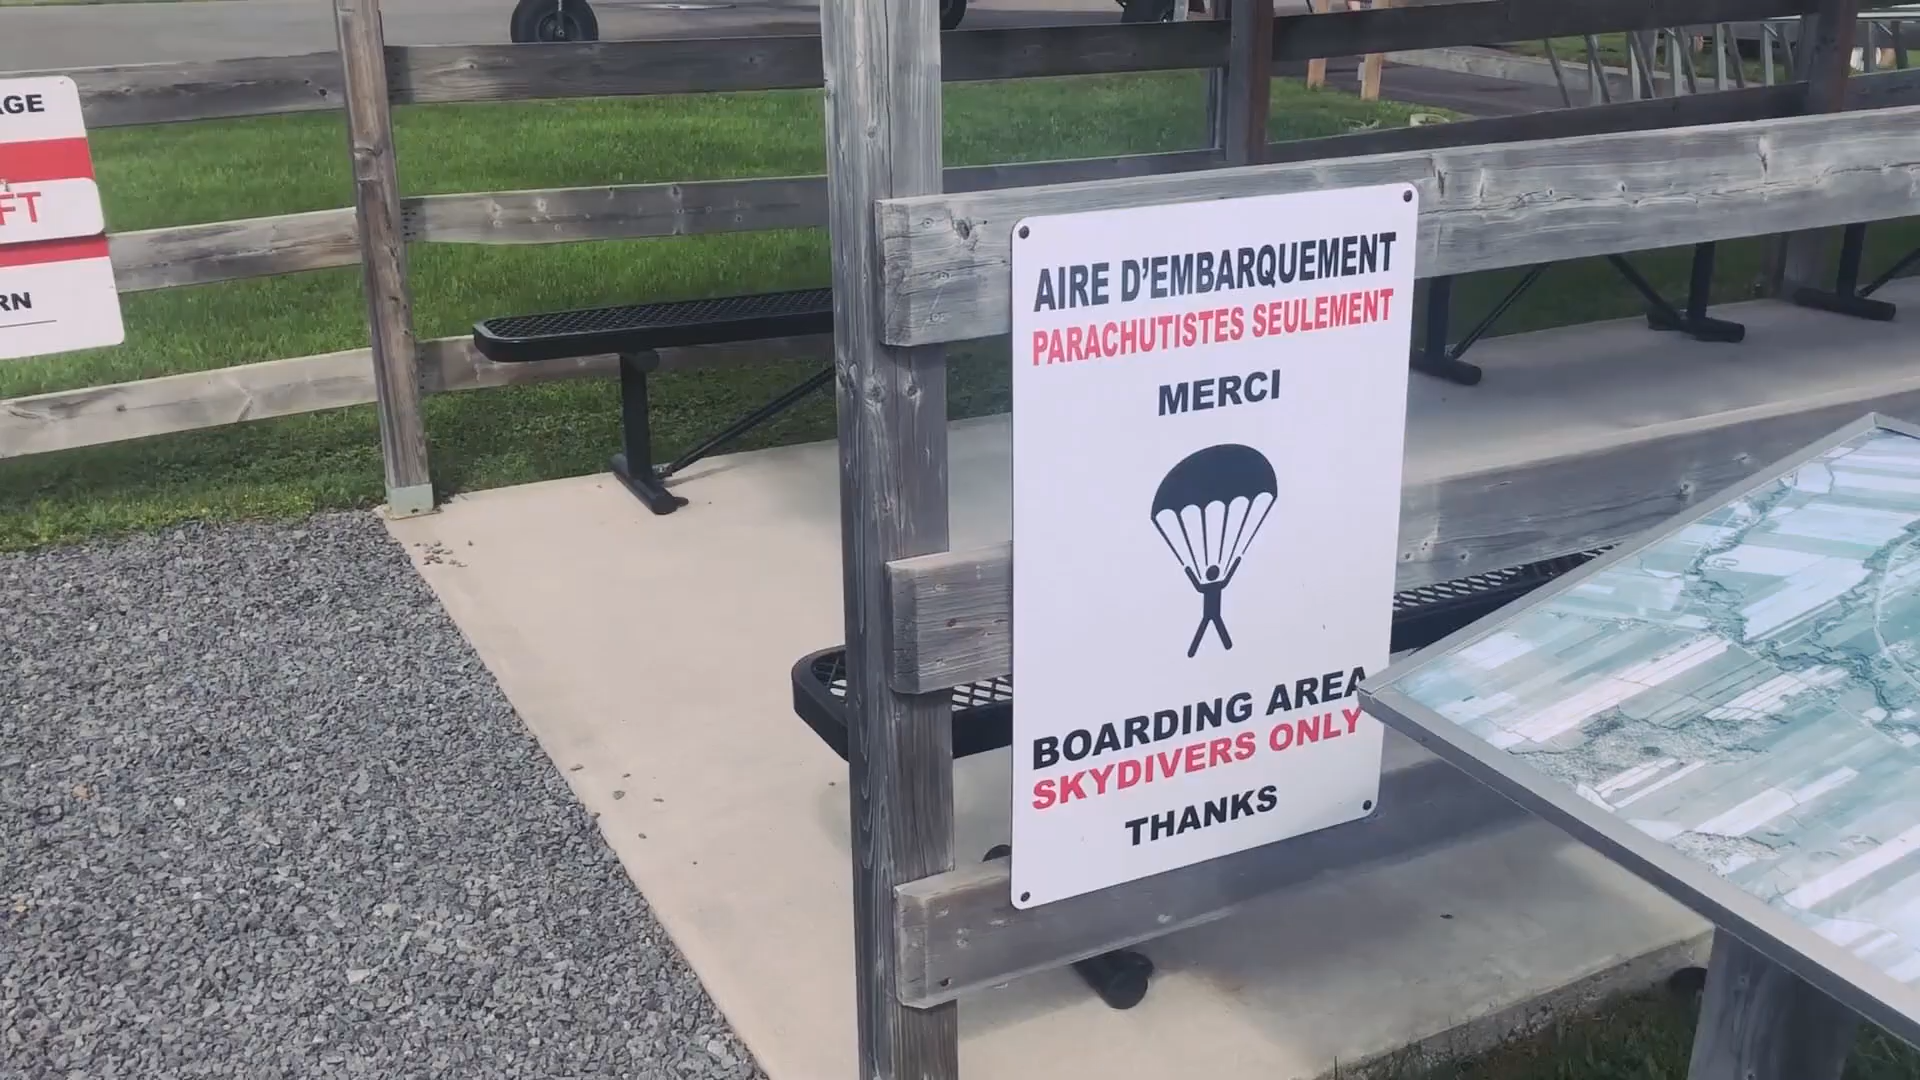 AIRE D'EMBARQUEMENT
PARACHUTISTES SEULEMENT
MERCI
BOARDING AREA
SKYDIVERS ONLY
THANKS